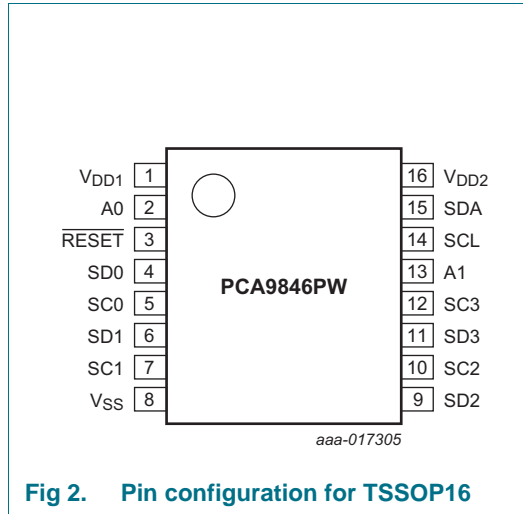 VDD1 1 16 VDD2
A0 2 15 SDA
RESET 3 14 SCL
SD0 4 13 A1
PCA9846PW
SC0 5 12 SC3
SD1 6 11 SD3
SC1 7 10 SC2
VSS 8 9 SD2
aaa-017305
Fig 2. Pin configuration for TSSOP16